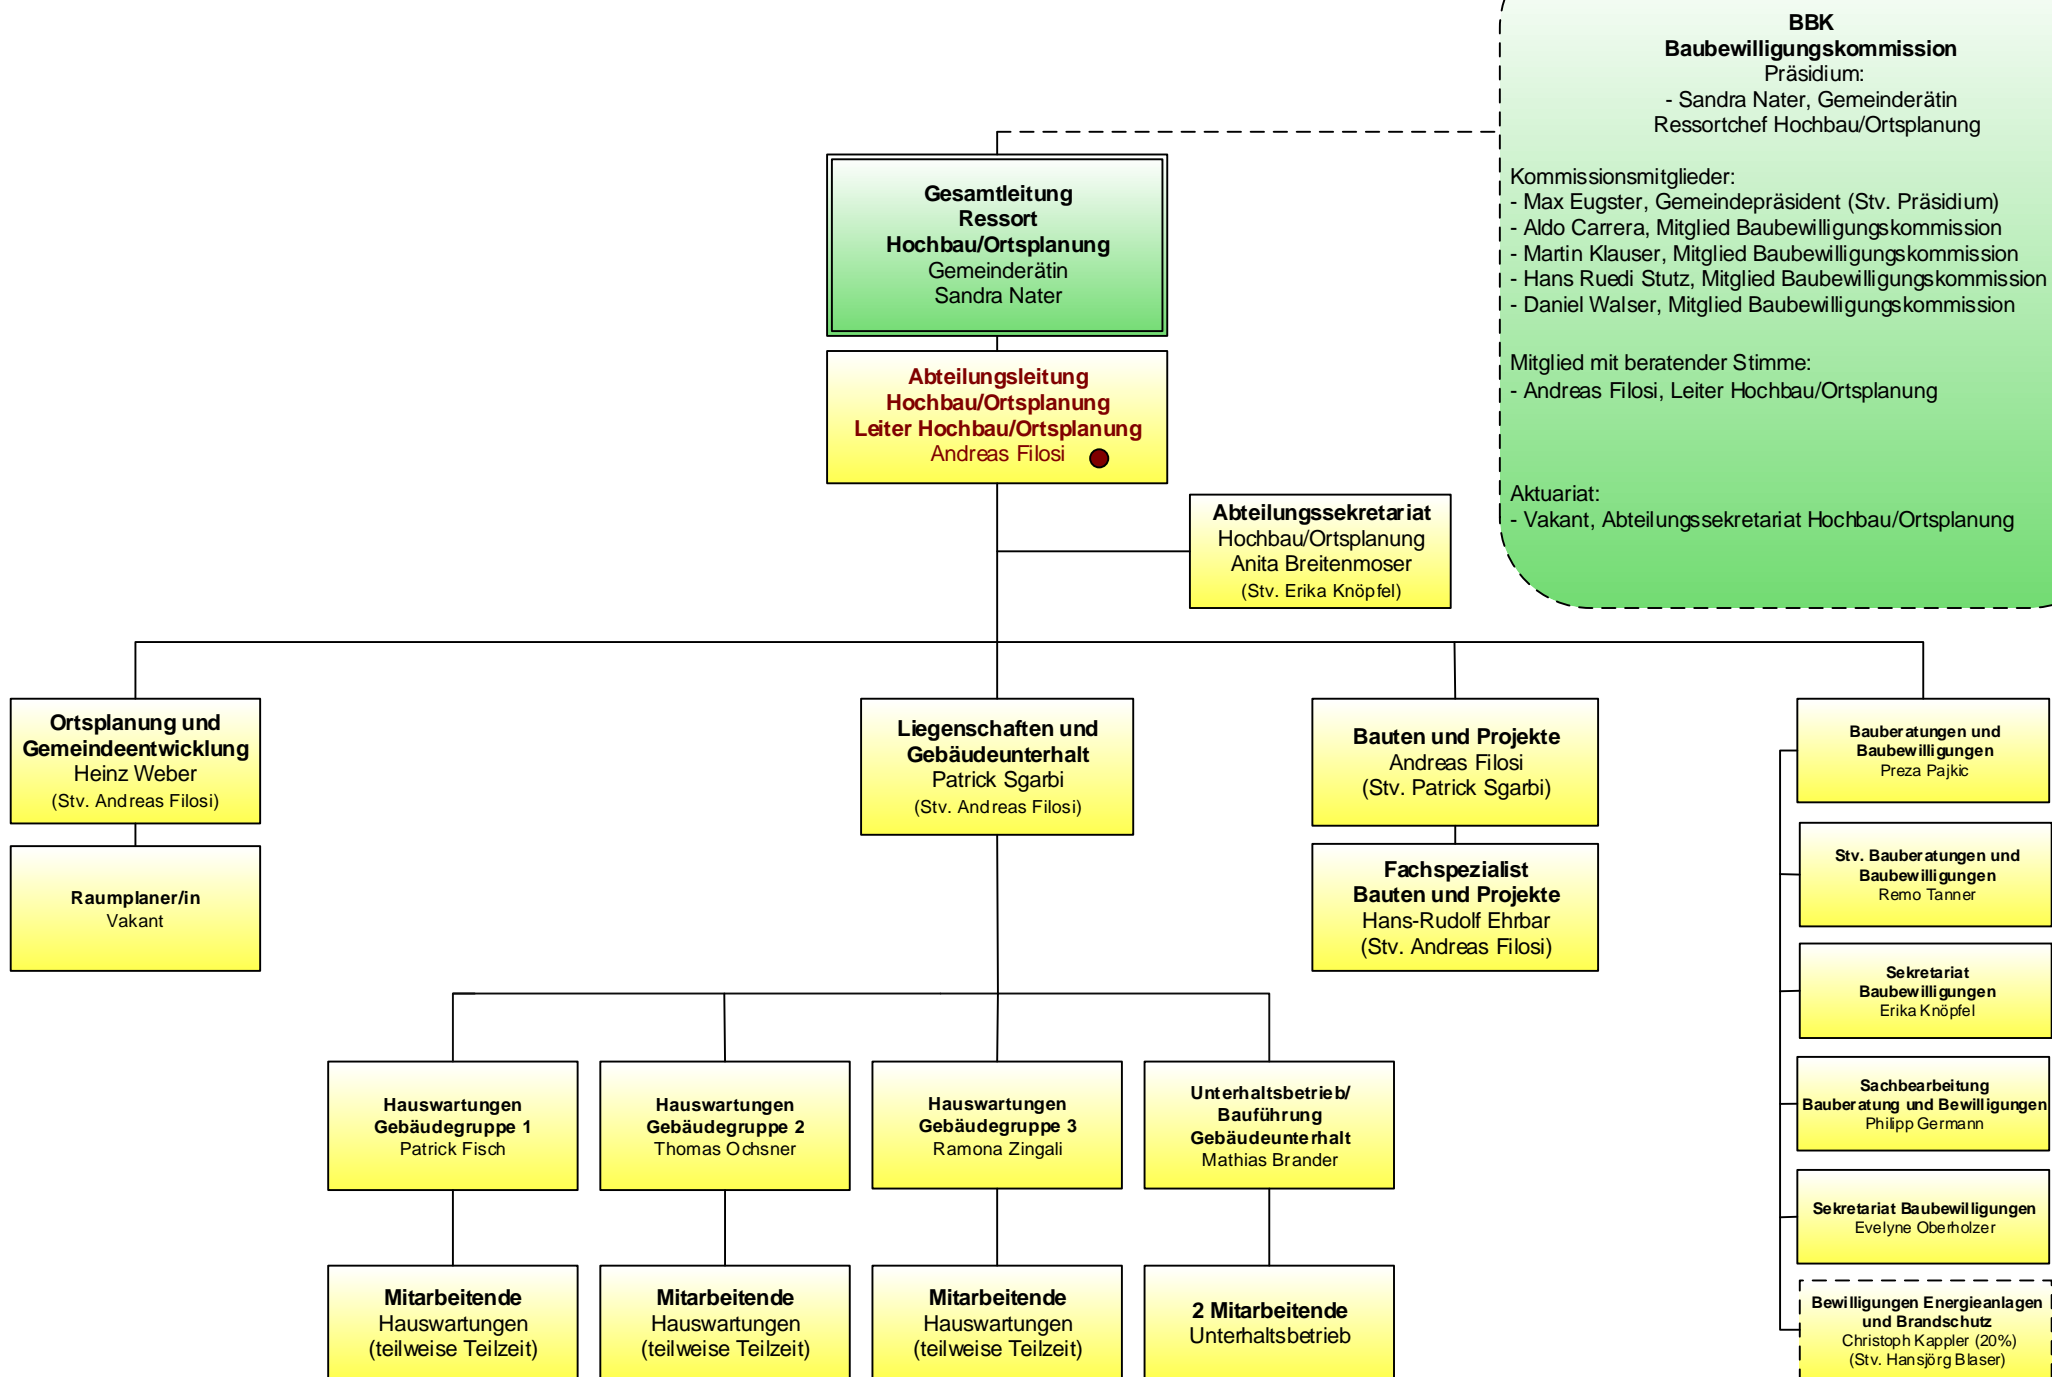 BBK
Baubewilligungskommission
Präsidium:
- Sandra Nater, Gemeinderätin
Ressortchef Hochbau/Ortsplanung
Kommissionsmitglieder:
- Max Eugster, Gemeindepräsident (Stv. Präsidium)
- Aldo Carrera, Mitglied Baubewilligungskommission
- Martin Klauser, Mitglied Baubewilligungskommission
- Hans Ruedi Stutz, Mitglied Baubewilligungskommission
- Daniel Walser, Mitglied Baubewilligungskommission
Mitglied mit beratender Stimme:
- Andreas Filosi, Leiter Hochbau/Ortsplanung
Aktuariat:
- Vakant, Abteilungssekretariat Hochbau/Ortsplanung
Gesamtleitung
Ressort
Hochbau/Ortsplanung
Gemeinderätin
Sandra Nater
Abteilungsleitung
Hochbau/Ortsplanung
Leiter Hochbau/Ortsplanung
Andreas Filosi
Abteilungssekretariat
Hochbau/Ortsplanung
Anita Breitenmoser
(Stv. Erika Knöpfel)
Ortsplanung und
Gemeindeentwicklung
Heinz Weber
(Stv. Andreas Filosi)
Raumplaner/in
Vakant
Liegenschaften und
Gebäudeunterhalt
Patrick Sgarbi
(Stv. Andreas Filosi)
Bauten und Projekte
Andreas Filosi
(Stv. Patrick Sgarbi)
Fachspezialist
Bauten und Projekte
Hans-Rudolf Ehrbar
(Stv. Andreas Filosi)
Bauberatungen und
Baubewilligungen
Preza Pajkic
Stv. Bauberatungen und
Baubewilligungen
Remo Tanner
Sekretariat
Baubewilligungen
Erika Knöpfel
Sachbearbeitung
Bauberatung und Bewilligungen
Philipp Germann
Sekretariat Baubewilligungen
Evelyne Oberholzer
Bewilligungen Energieanlagen
und Brandschutz
Christoph Kappler (20%)
(Stv. Hansjörg Blaser)
Hauswartungen
Gebäudegruppe 1
Patrick Fisch
Hauswartungen
Gebäudegruppe 2
Thomas Ochsner
Hauswartungen
Gebäudegruppe 3
Ramona Zingali
Unterhaltsbetrieb/
Bauführung
Gebäudeunterhalt
Mathias Brander
Mitarbeitende
Hauswartungen
(teilweise Teilzeit)
Mitarbeitende
Hauswartungen
(teilweise Teilzeit)
Mitarbeitende
Hauswartungen
(teilweise Teilzeit)
2 Mitarbeitende
Unterhaltsbetrieb